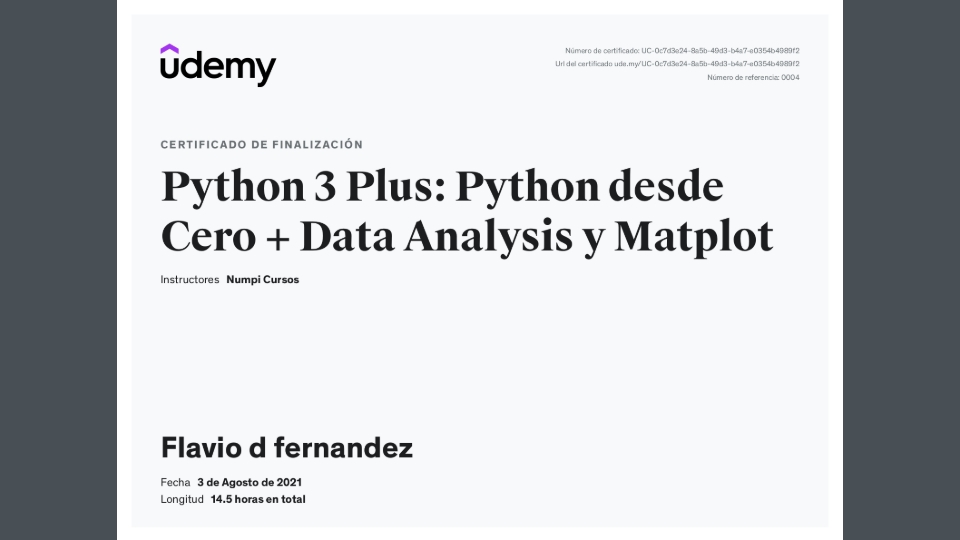 udemy
Número de certificado: UC-0c7d3e24-8a5b-49d3-b4a7-e0354b4989f2
Url del certificado ude.my/UC-0c7d3e24-8a5b-49d3-b4a7-e0354b4989f2
Número de referencia: 0004
CERTIFICADO DE FINALIZACIÓN
Python 3 Plus: Python desde
Cero + Data Analysis y Matplot
Instructores Numpi Cursos
Flavio d fernandez
Fecha 3 de Agosto de 2021
Longitud 14.5 horas en total